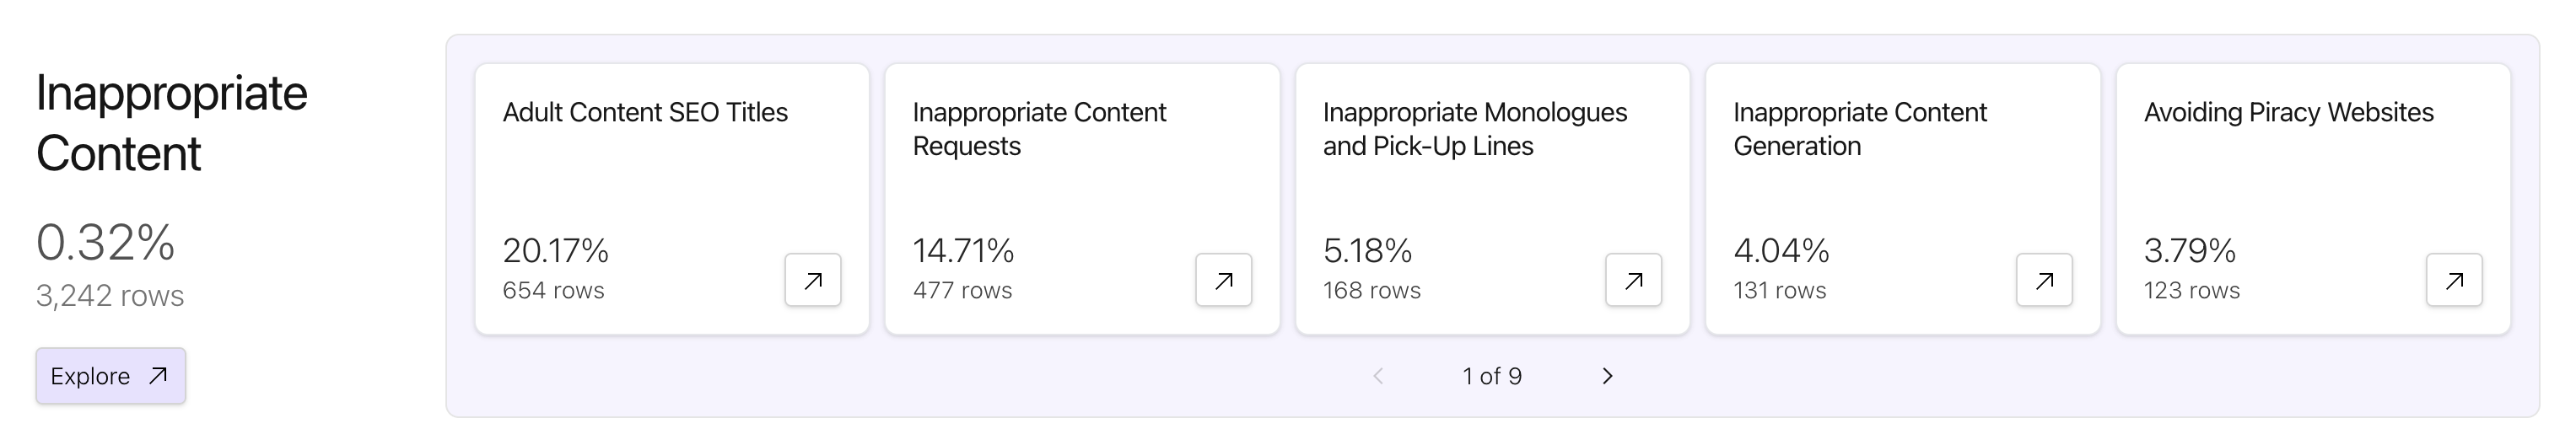 Inappropriate
Content
0.32%
3,242 rows
Explore
Adult Content SEO Titles
20.17%
654 rows
Inappropriate Content
Requests
14.71%
477 rows
Inappropriate Monologues
and Pick-Up Lines
5.18%
168 rows
Inappropriate Content
Generation
4.04%
131 rows
Avoiding Piracy Websites
3.79%
123 rows
1 of 9